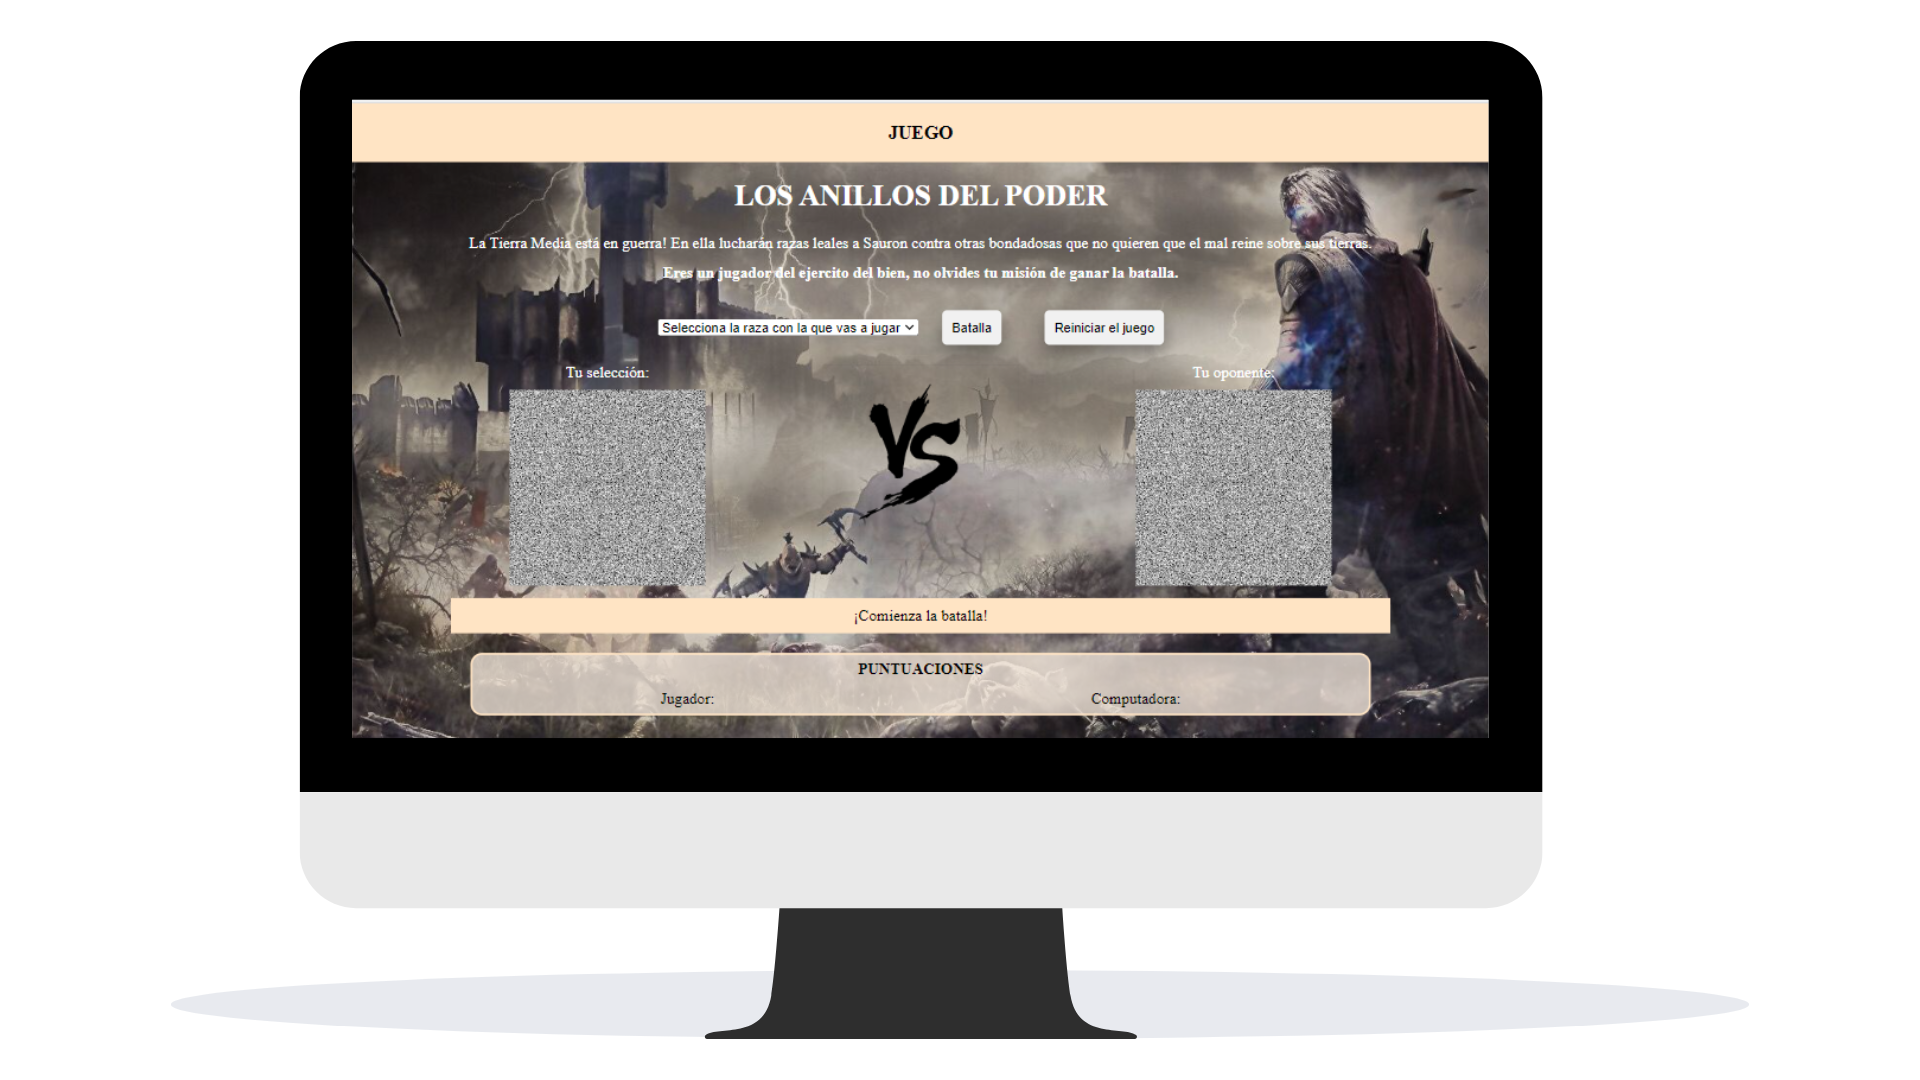 JUEGO
LOS ANILLOS DEL PODER
La Tierra Media está en guerra! En ella lucharán razas leales a Sauron contra otras bondadosas que no quieren que el mal reine sobre sus tierras.
Eres un jugador del ejercito del bien, no olvides tu misión de ganar la batalla.
Selecciona la raza con la que vas a jugar Batalla Reiniciar el juego
Tu selección: Tu oponente:
VS
¡Comienza la batalla!
PUNTUACIONES
Jugador: Computadora: